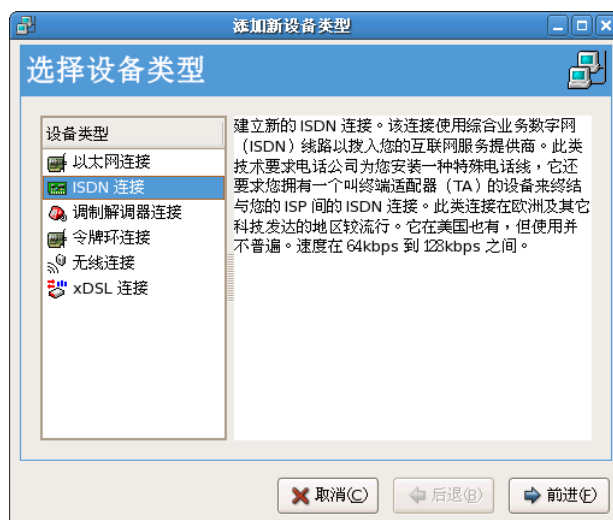 添加新设备类型
选择设备类型
设备类型
以太网连接
ISDN 连接
调制解调器连接
令牌环连接
无线连接
xDSL 连接
建立新的 ISDN 连接。该连接使用综合业务数字网
（ISDN）线路以拨入您的互联网服务提供商。此类
技术要求电话公司为您安装一种特殊电话线，它还
要求您拥有一个叫终端适配器（TA）的设备来终结
与您的 ISP 间的 ISDN 连接。此类连接在欧洲及其它
科技发达的地区较流行。它在美国也有，但使用并
不普遍。速度在 64kbps 到 128kbps 之间。
取消(C)
后退(B)
前进(F)